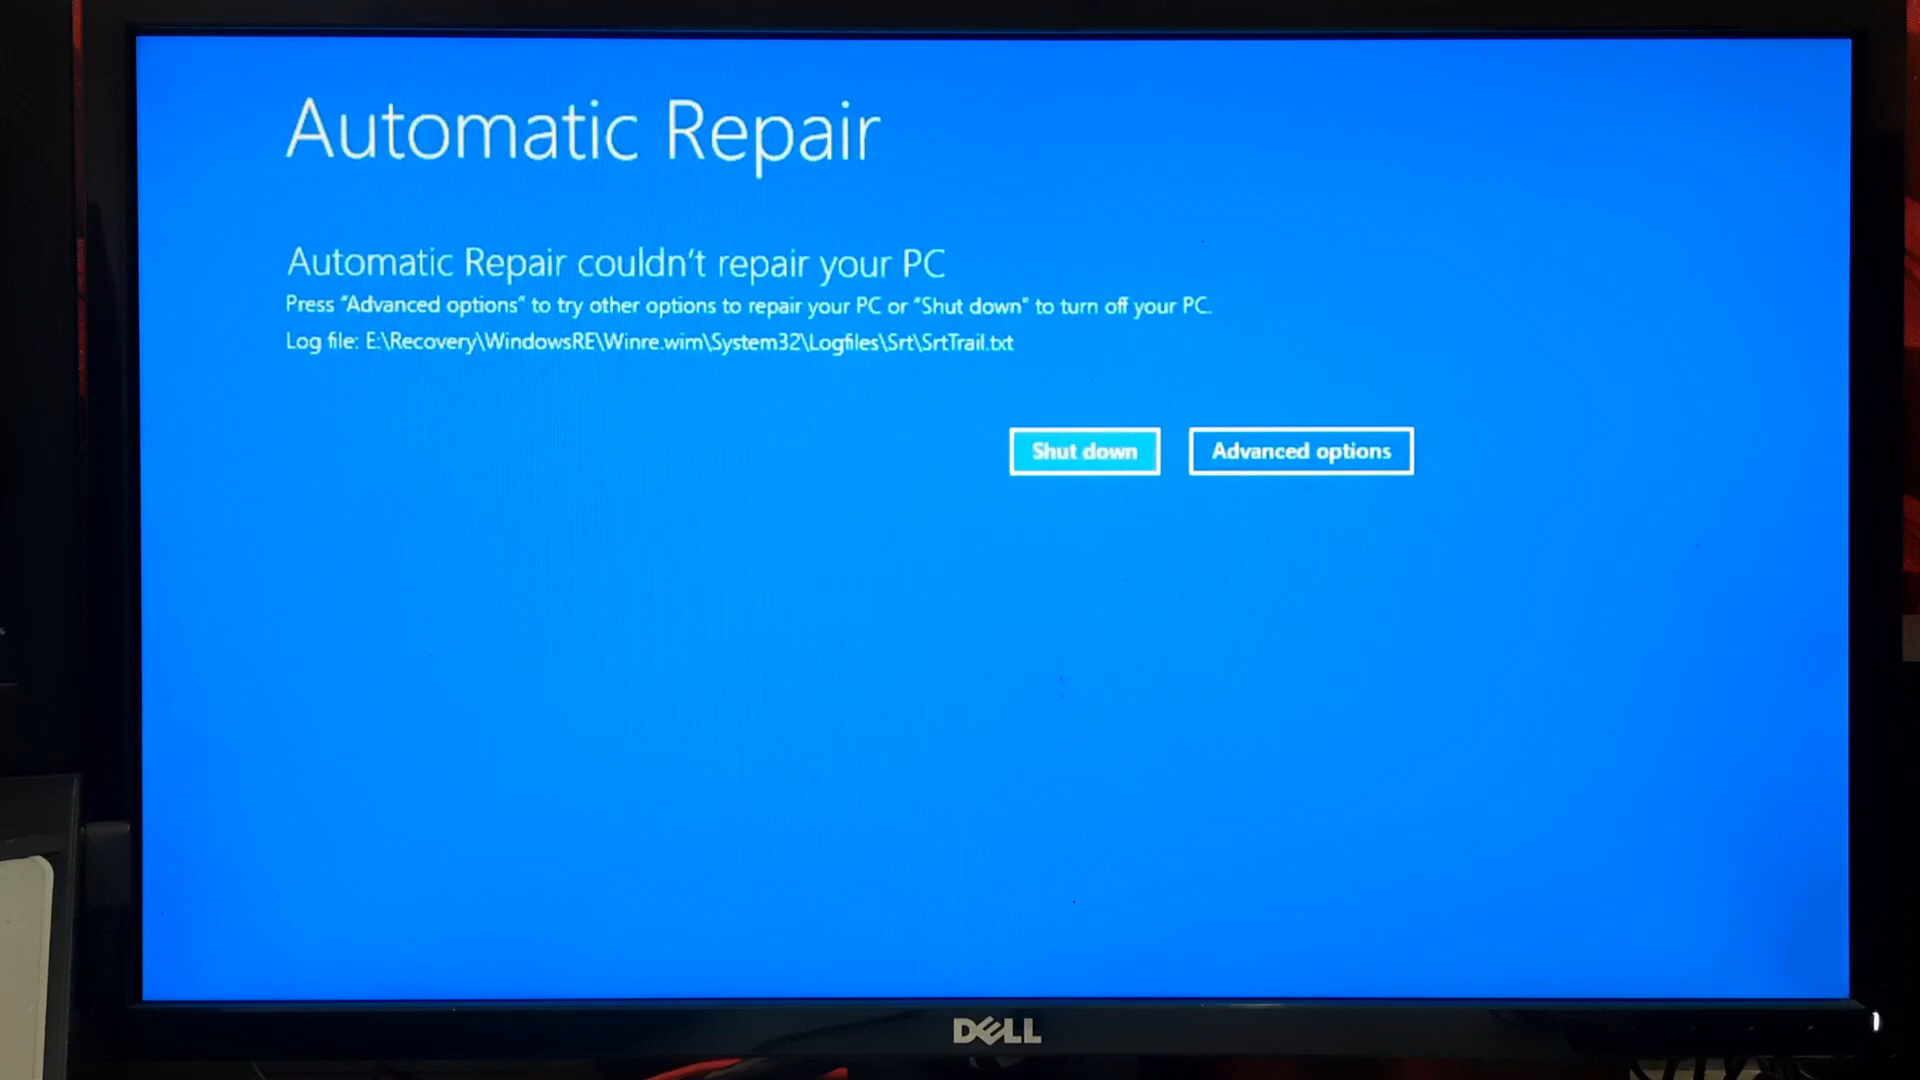 Automatic Repair
Automatic Repair couldn't repair your PC
Press "Advanced options" to try other options to repair your PC or "Shut down" to turn off your PC.
Log file: E:\Recovery\WindowsRE\Winre.wim\System32\Logfiles\Srt\SrtTrail.txt
Shut down
Advanced options
DELL